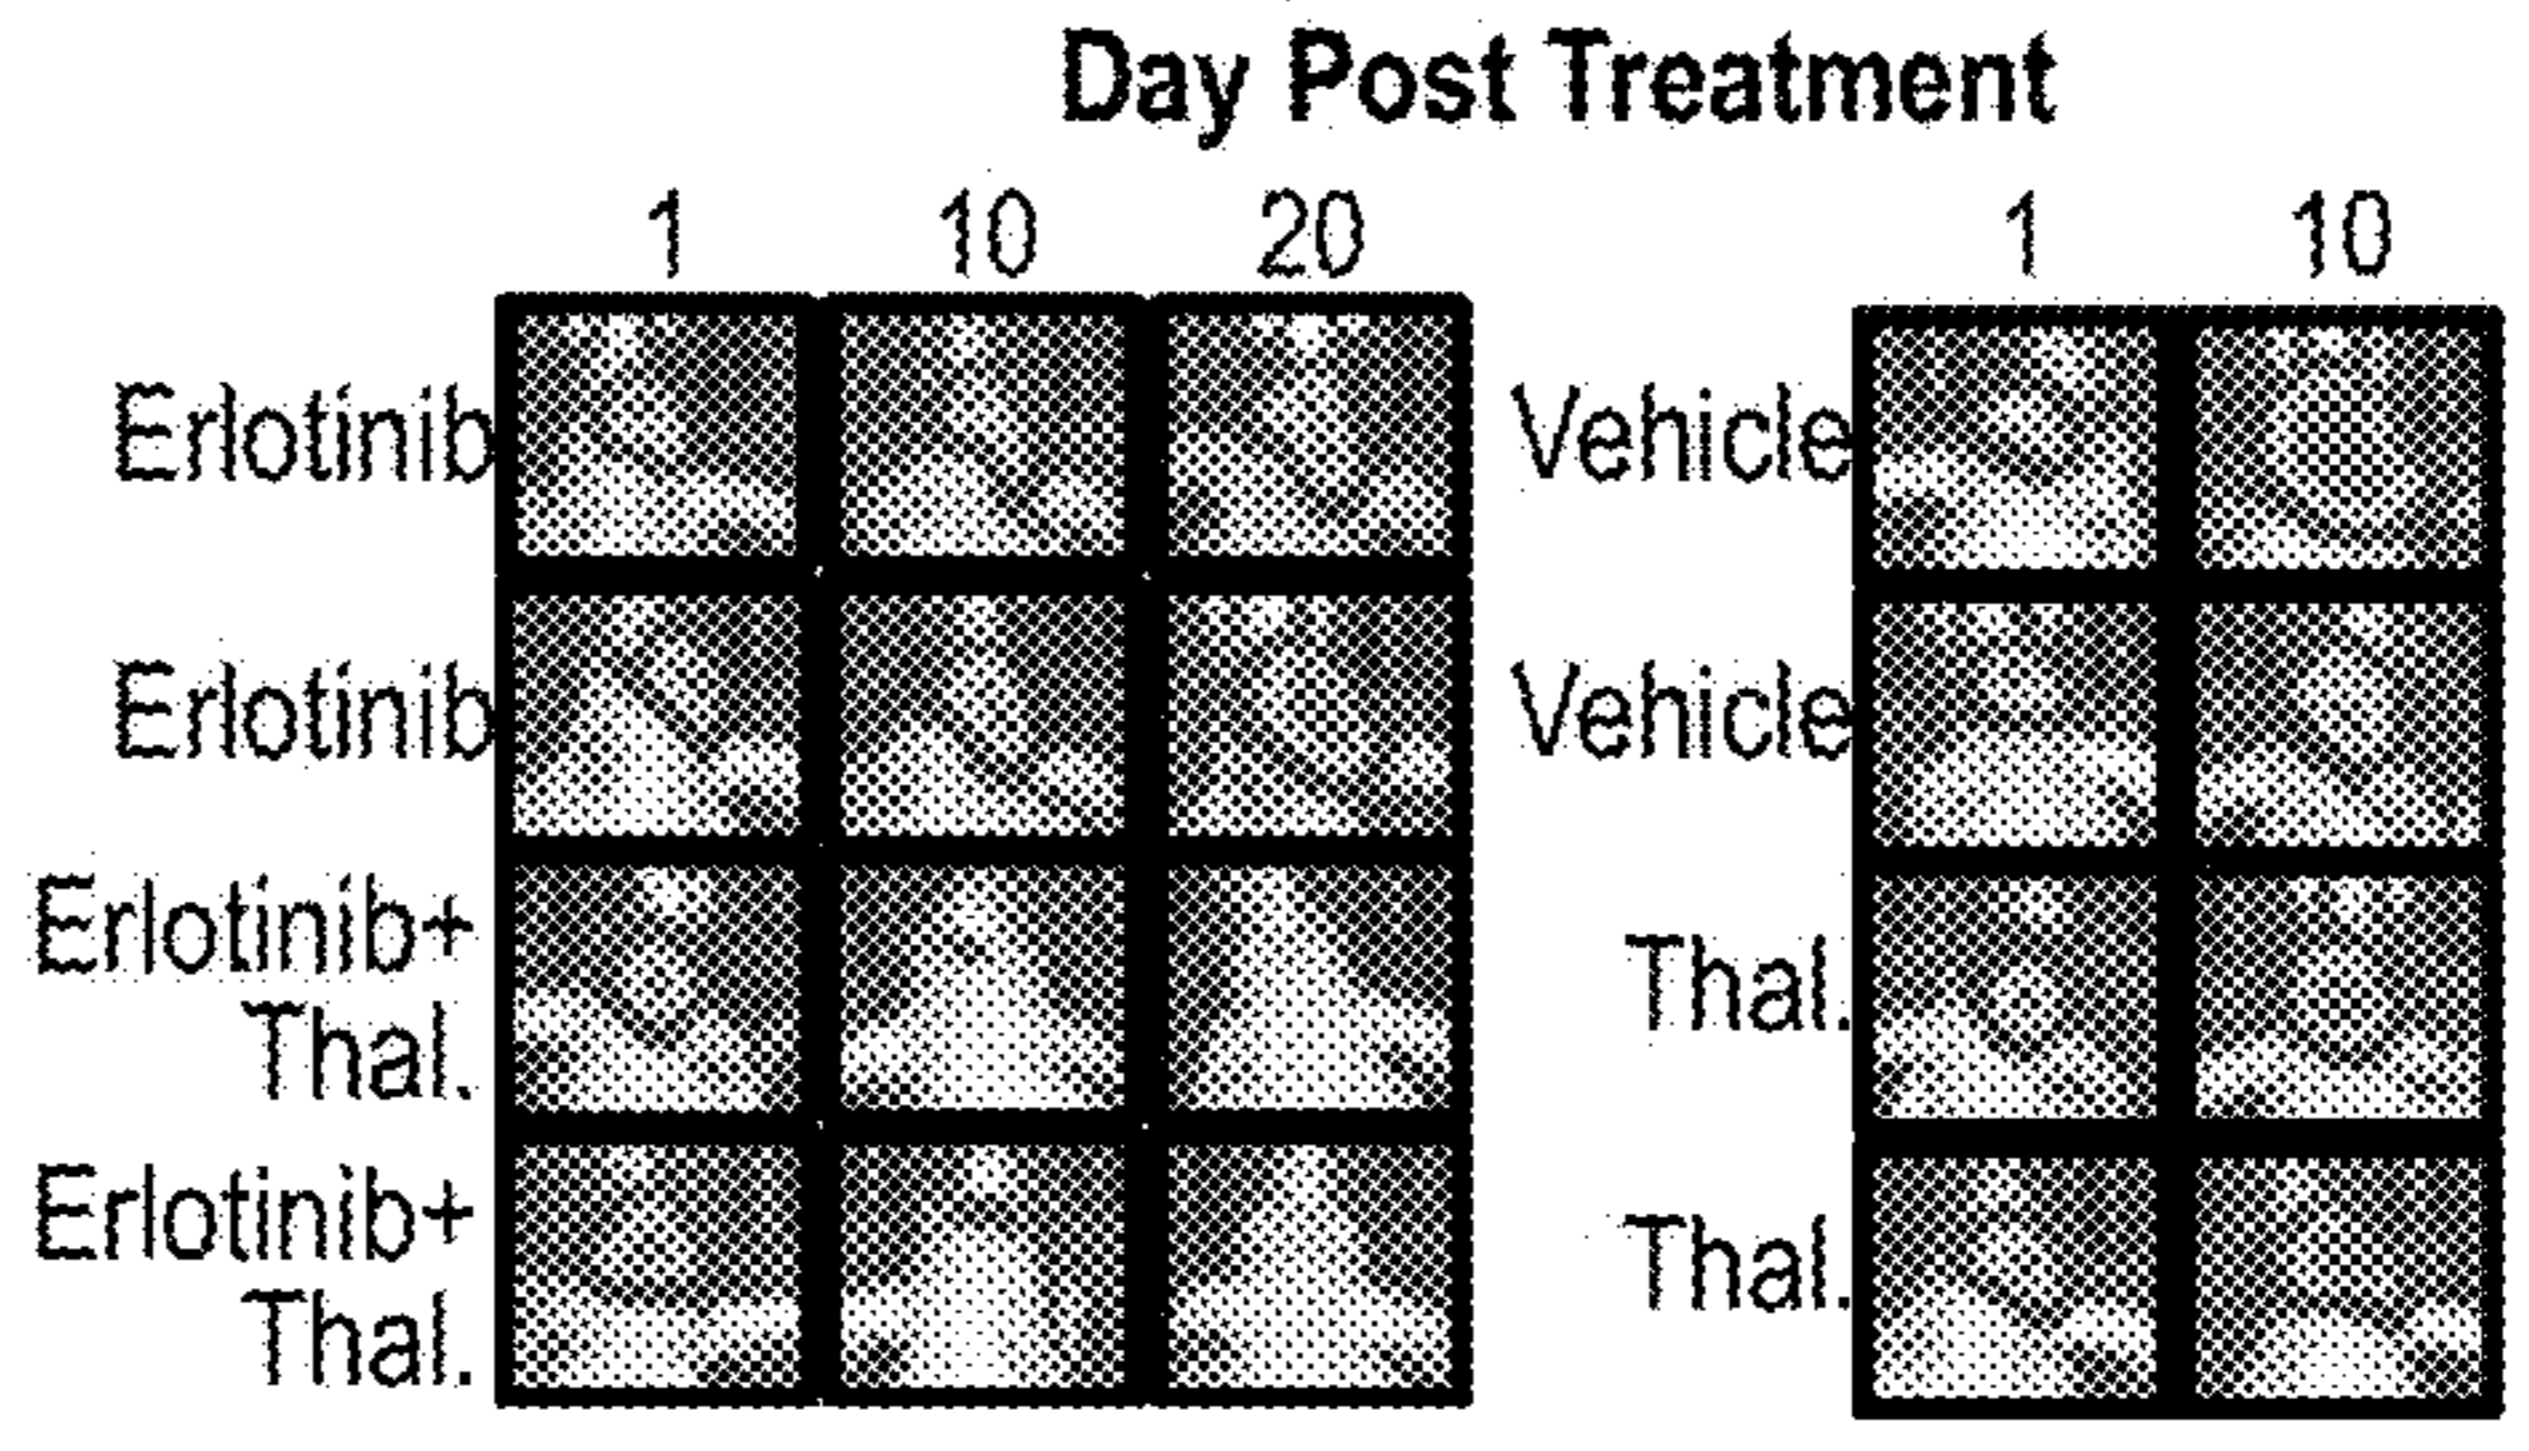 Day Post Treatment
1 10 20 1 10
Erlotinib Vehicle
Erlotinib Vehicle
Erlotinib+
Thal. Thal.
Erlotinib+
Thal. Thal.